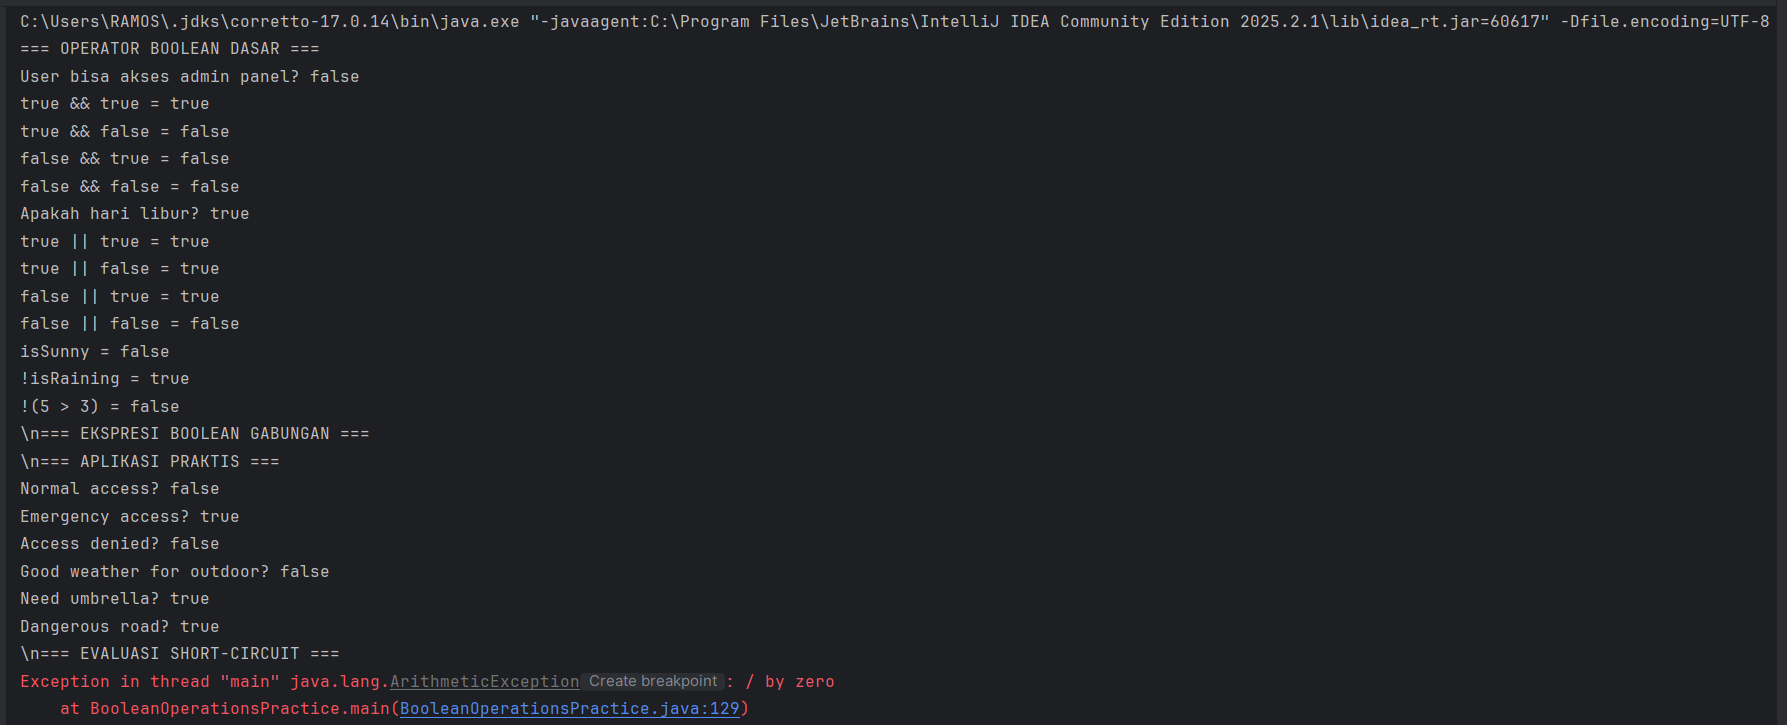 C:\Users\RAMOS\.jdks\corretto-17.0.14\bin\java.exe "-javaagent:C:\Program Files\JetBrains\IntelliJ IDEA Community Edition 2025.2.1\lib\idea_rt.jar=60617" -Dfile.encoding=UTF-8
=== OPERATOR BOOLEAN DASAR ===
User bisa akses admin panel? false
true && true = true
true && false = false
false && true = false
false && false = false
Apakah hari libur? true
true || true = true
true || false = true
false || true = true
false || false = false
isSunny = false
!isRaining = true
!(5 > 3) = false
\n=== EKSPRESI BOOLEAN GABUNGAN ===
\n=== APLIKASI PRAKTIS ===
Normal access? false
Emergency access? true
Access denied? false
Good weather for outdoor? false
Need umbrella? true
Dangerous road? true
\n=== EVALUASI SHORT-CIRCUIT ===
Exception in thread "main" java.lang.ArithmeticException Create breakpoint : / by zero
at BooleanOperationsPractice.main(BooleanOperationsPractice.java:129)